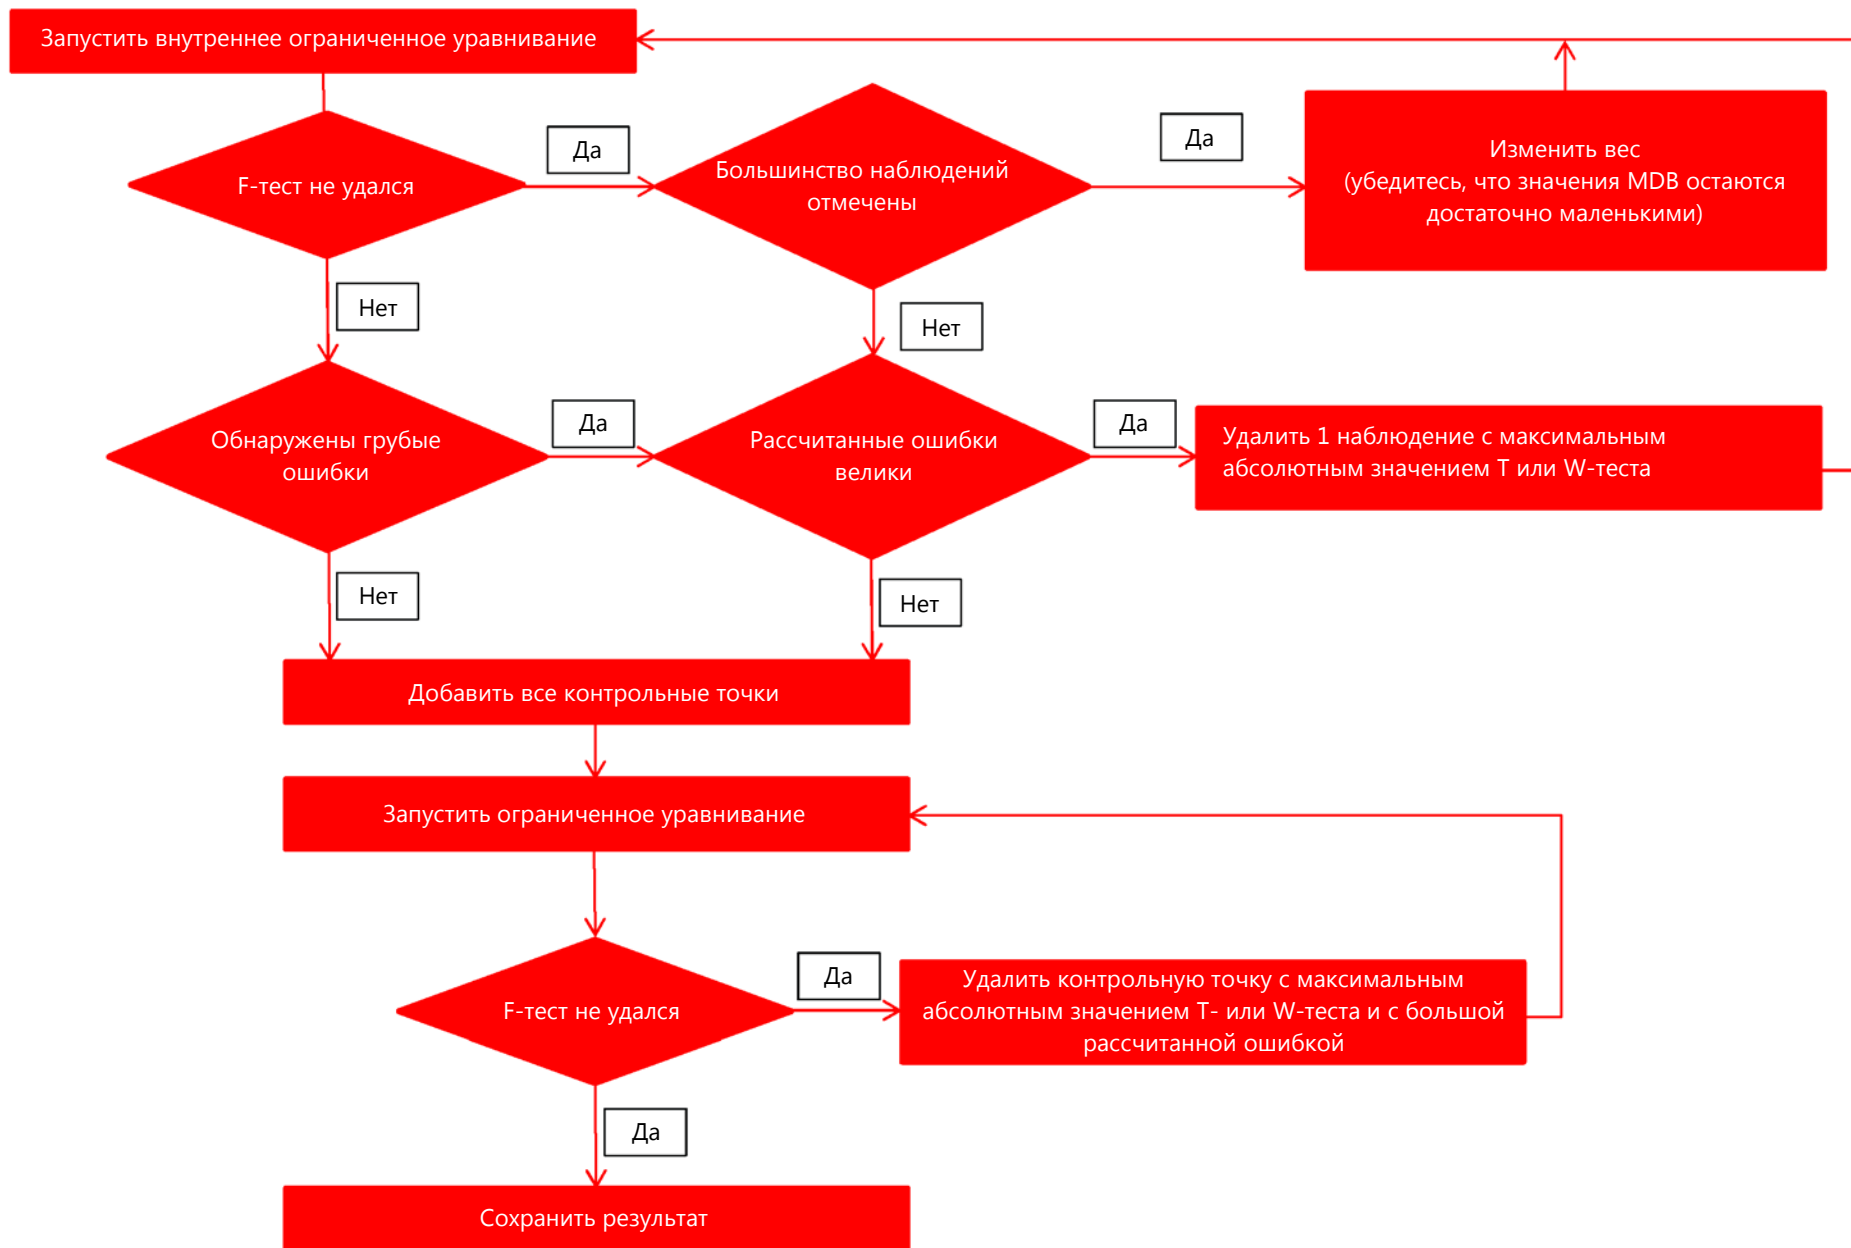 Запустить внутреннее ограниченное уравнивание
F-тест не удался
Да
Большинство наблюдений
отмечены
Да
Изменить вес
(убедитесь, что значения MDB остаются
достаточно маленькими)
Нет
Нет
Обнаружены грубые
ошибки
Да
Рассчитанные ошибки
велики
Да
Удалить 1 наблюдение с максимальным
абсолютным значением T или W-теста
Нет
Нет
Добавить все контрольные точки
Запустить ограниченное уравнивание
F-тест не удался
Да
Удалить контрольную точку с максимальным
абсолютным значением T- или W-теста и с большой
рассчитанной ошибкой
Да
Сохранить результат